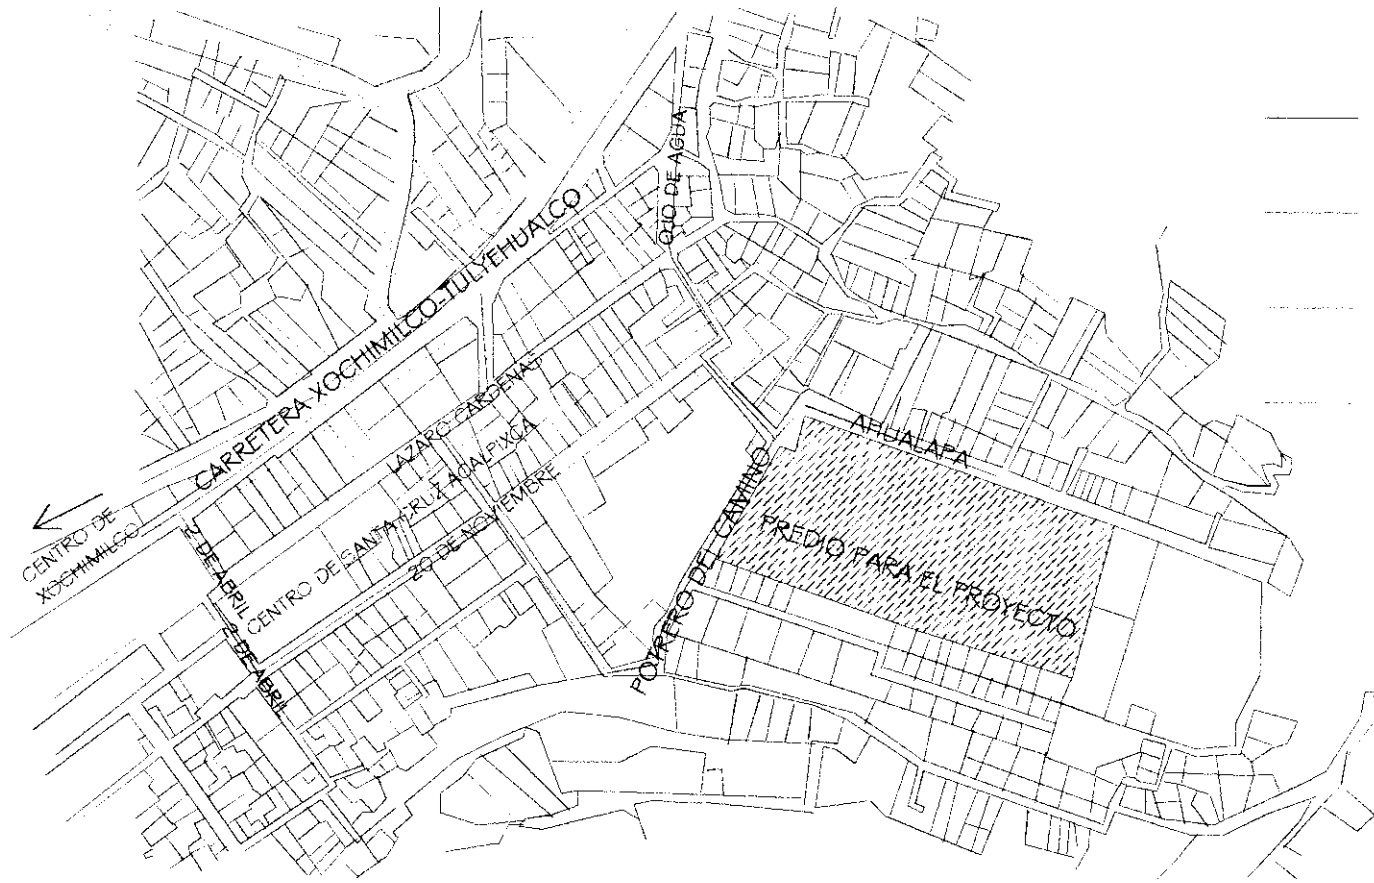 OJO DE AGUA
CARRETERA XOCHIMILCO-TULYEHUALCO
LAZARO CARDENAS
CENTRO DE SANTA CRUZ ACALPIXCA
20 DE NOVIEMBRE
CENTRO DE
XOCHIMILCO
2 DE ABRIL
2 DE ABRIL
AHUALAPA
POTRERO DEL CAMINO
PREDIO PARA EL PROYECTO